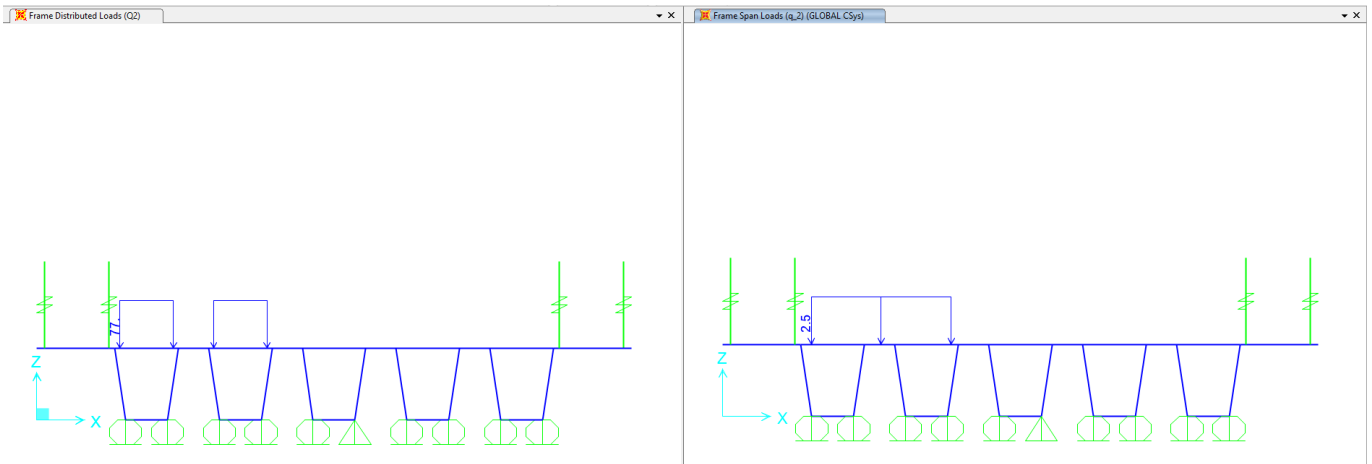 Frame Distributed Loads (Q2)
Frame Span Loads (q_2) (GLOBAL CSys)
77.
Z
X
2.5
Z
X